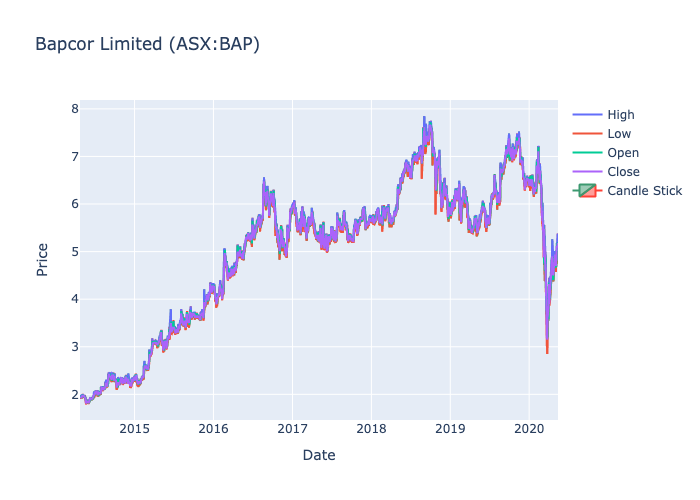 Bapcor Limited (ASX:BAP)
8
7
6
5
4
3
2
Price
2015 2016 2017 2018 2019 2020
Date
High
Low
Open
Close
Candle Stick